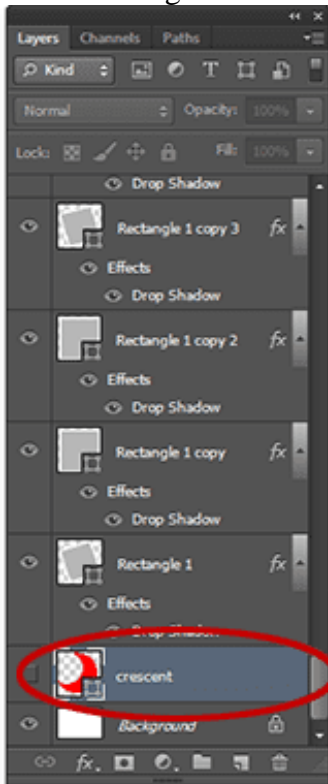 Layers Channels Paths
Kind T
Normal Opacity: 100%
Lock: Fill: 100%
Drop Shadow
Rectangle 1 copy 3 fx
Effects
Drop Shadow
Rectangle 1 copy 2 fx
Effects
Drop Shadow
Rectangle 1 copy fx
Effects
Drop Shadow
Rectangle 1 fx
Effects
Drop Shadow
crescent
Background
fx.